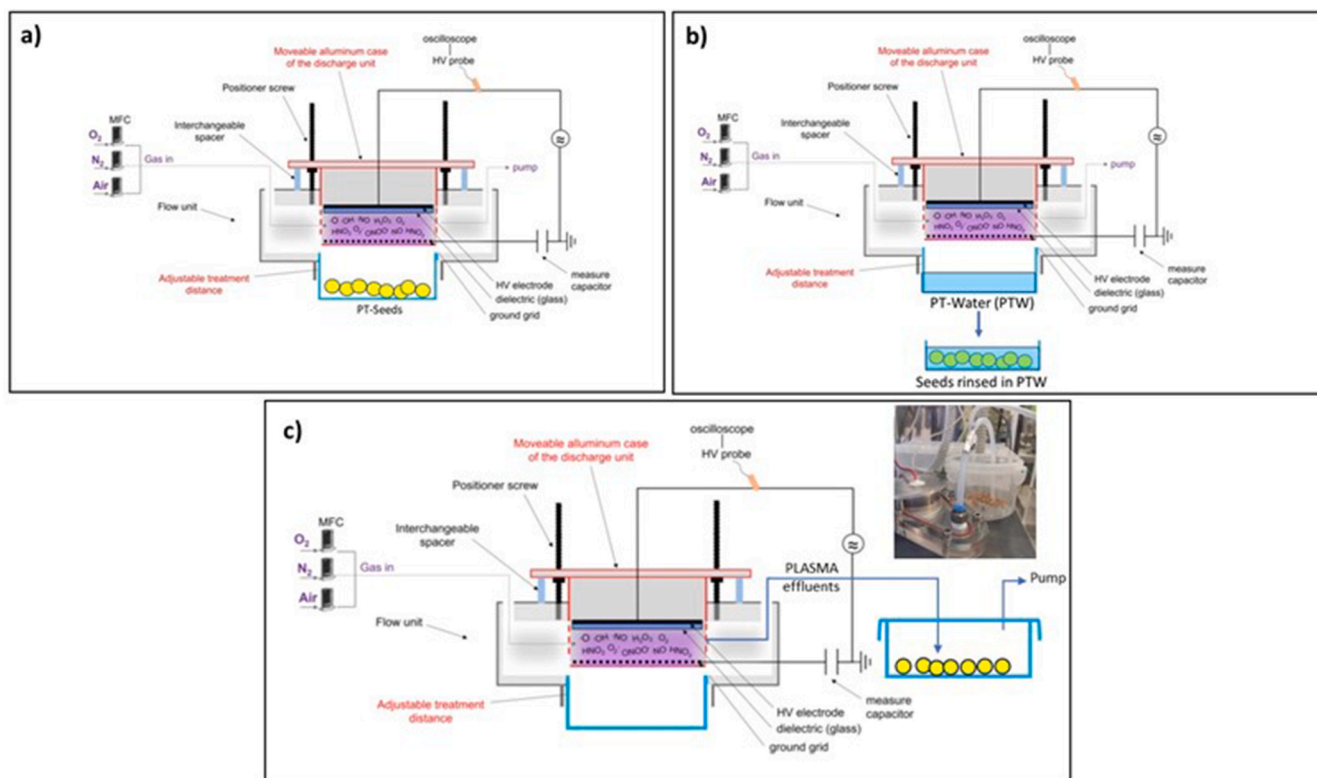 a)
oscilloscope
HV probe
Moveable alluminum case
of the discharge unit
Positioner screw
MFC
Interchangeable
spacer
O2
N2
Air
Gas in
pump
Flow unit
·O ·OH ·NO H2O2 O3
HNO3 O2- ONOO- NO HNO2
Adjustable treatment
distance
measure
capacitor
HV electrode
dielectric (glass)
ground grid
PT-Seeds
b)
oscilloscope
HV probe
Moveable alluminum case
of the discharge unit
Positioner screw
MFC
Interchangeable
spacer
O2
N2
Air
Gas in
pump
Flow unit
·O ·OH ·NO H2O2 O3
HNO3 O2- ONOO- NO HNO2
Adjustable treatment
distance
measure
capacitor
HV electrode
dielectric (glass)
ground grid
PT-Water (PTW)
Seeds rinsed in PTW
c)
oscilloscope
HV probe
Moveable alluminum case
of the discharge unit
Positioner screw
MFC
Interchangeable
spacer
O2
N2
Air
Gas in
PLASMA
effluents
Pump
Flow unit
·O ·OH ·NO H2O2 O3
HNO3 O2- ONOO- NO HNO2
Adjustable treatment
distance
measure
capacitor
HV electrode
dielectric (glass)
ground grid